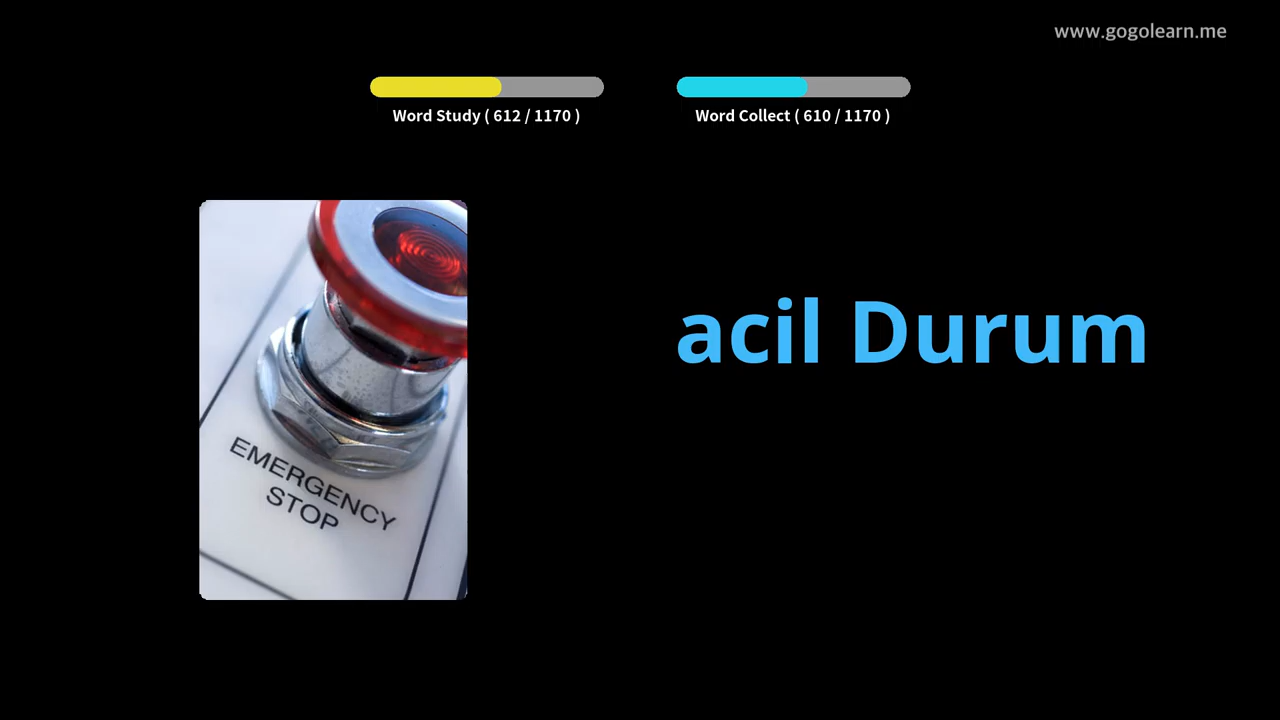 www.gogolearn.me
Word Study ( 612 / 1170 )
Word Collect ( 610 / 1170 )
acil Durum
EMERGENCY
STOP